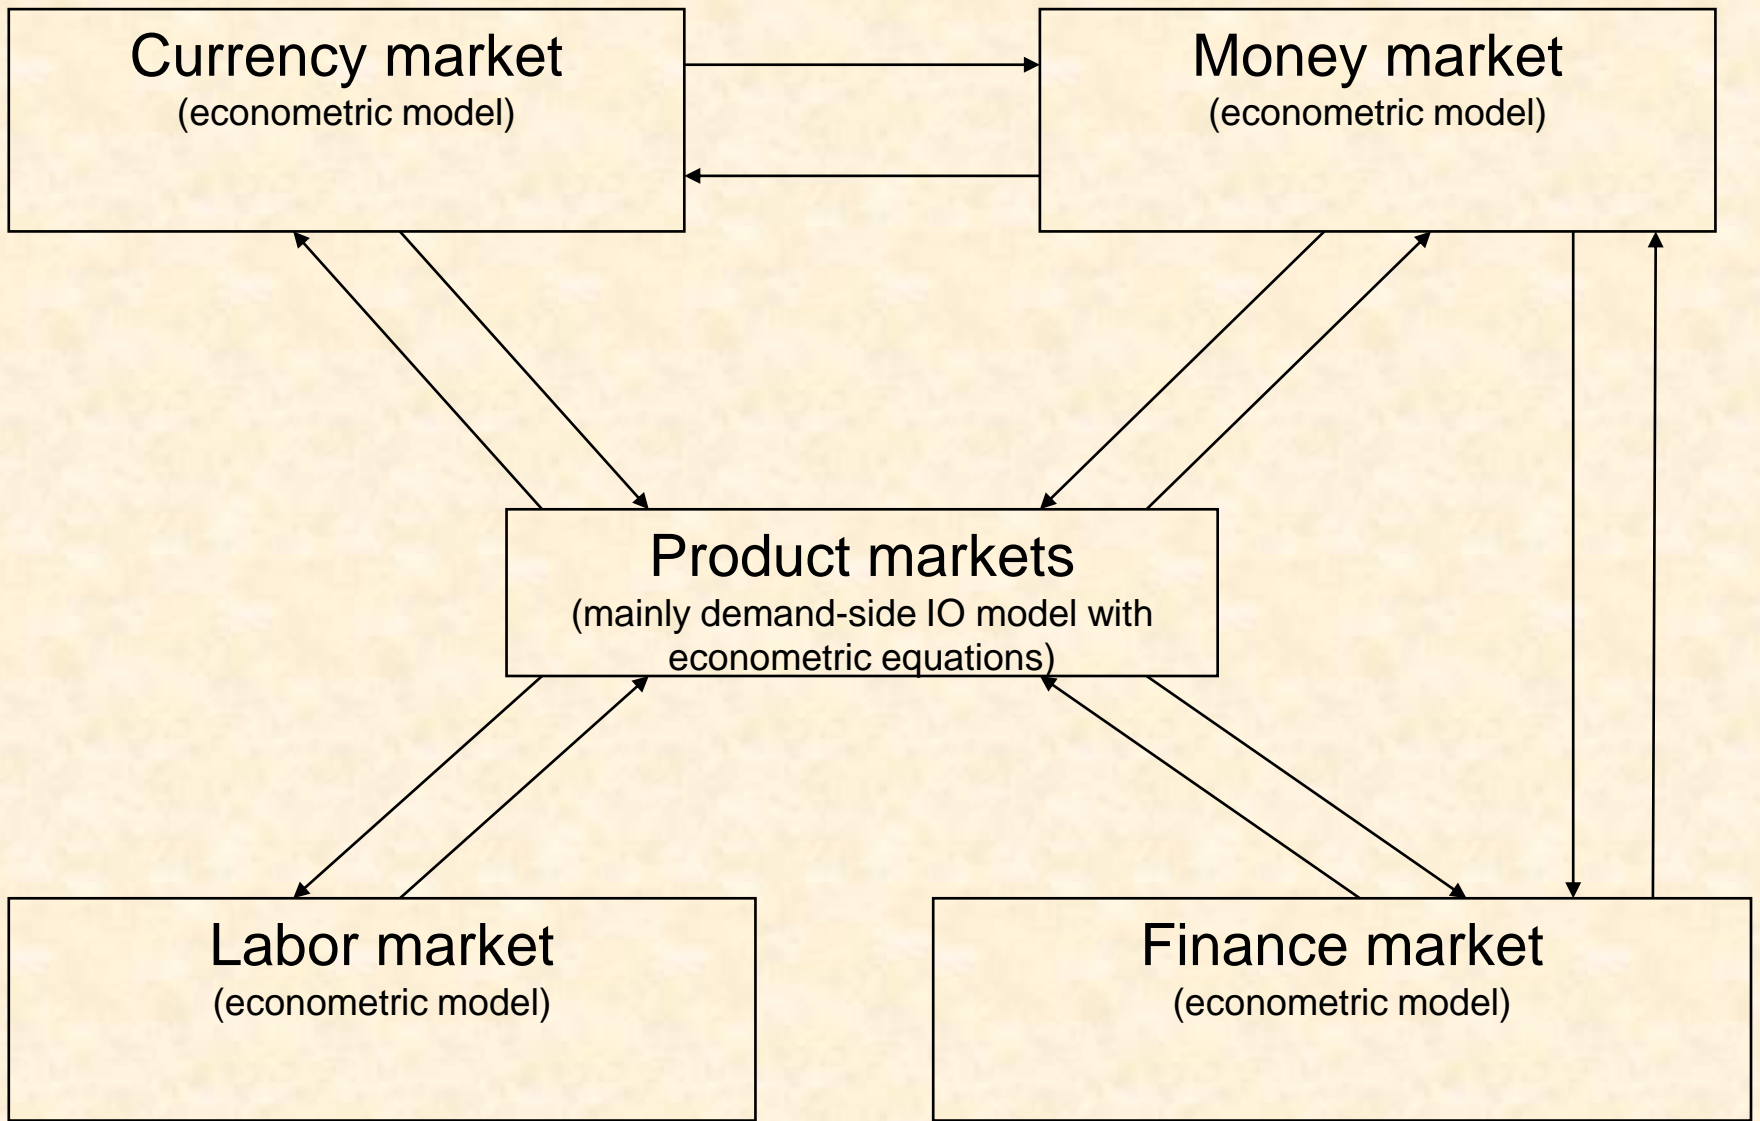 Currency market
(econometric model)
Money market
(econometric model)
Product markets
(mainly demand-side IO model with
econometric equations)
Labor market
(econometric model)
Finance market
(econometric model)